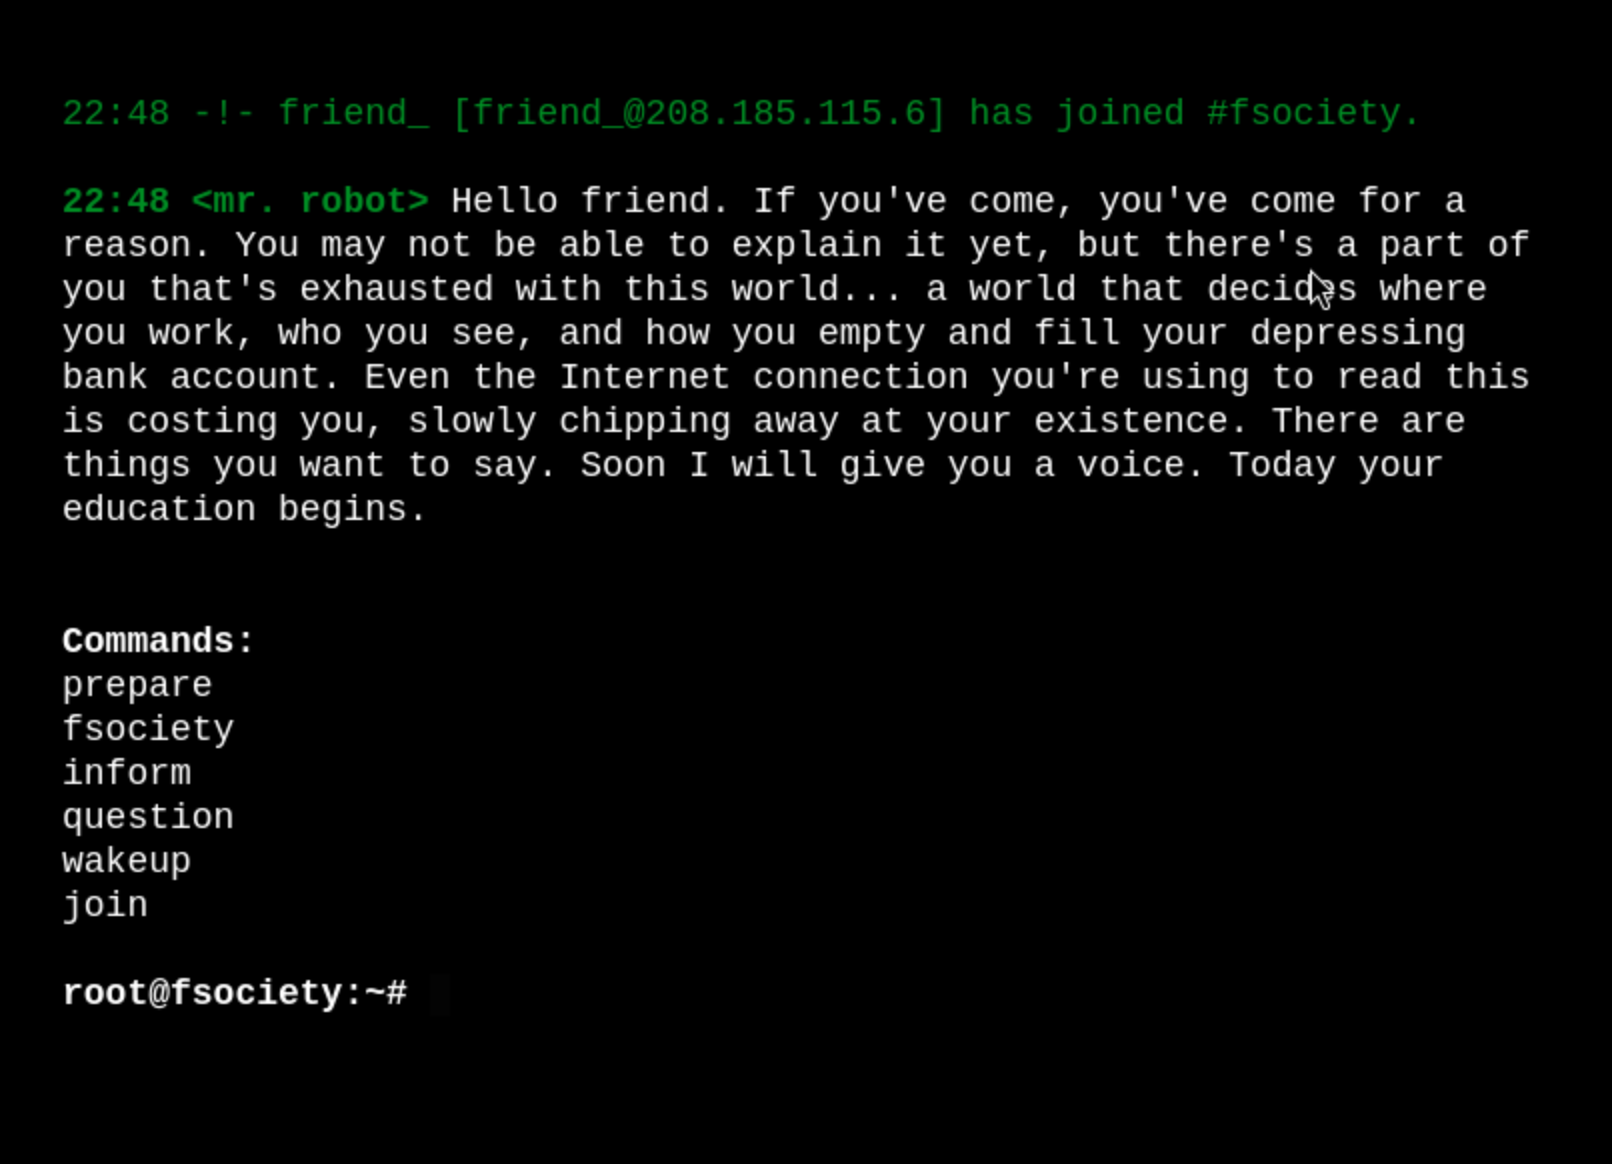 22:48 -!- friend_ [friend_@208.185.115.6] has joined #fsociety.
22:48 <mr. robot> Hello friend. If you've come, you've come for a
reason. You may not be able to explain it yet, but there's a part of
you that's exhausted with this world... a world that decides where
you work, who you see, and how you empty and fill your depressing
bank account. Even the Internet connection you're using to read this
is costing you, slowly chipping away at your existence. There are
things you want to say. Soon I will give you a voice. Today your
education begins.
Commands:
prepare
fsociety
inform
question
wakeup
join
root@fsociety:~#